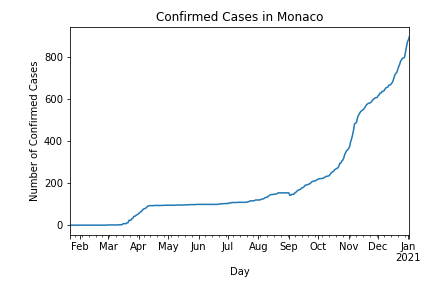 Confirmed Cases in Monaco
Number of Confirmed Cases
800
600
400
200
0
Feb Mar Apr May Jun Jul Aug Sep Oct Nov Dec Jan
2021
Day